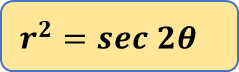 r² = sec 2θ